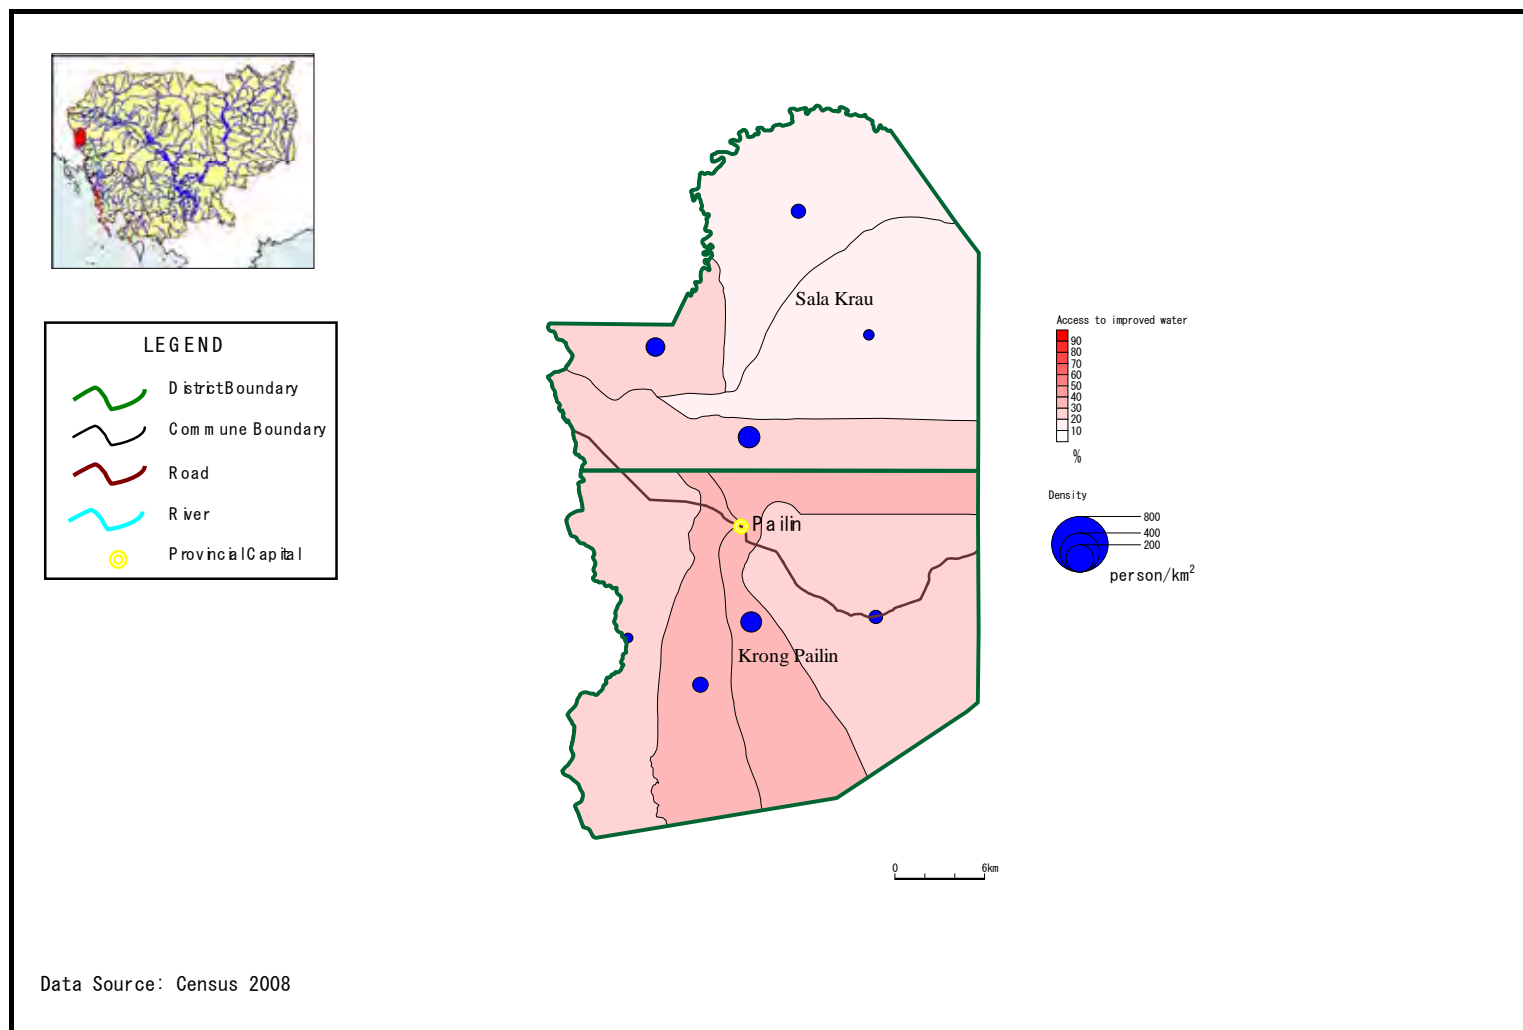 LEGEND
District Boundary
Commune Boundary
Road
River
Provincial Capital
Sala Krau
Pailin
Krong Pailin
Access to improved water
90
80
70
60
50
40
30
20
10
%
Density
800
400
200
person/km²
0 6km
Data Source: Census 2008